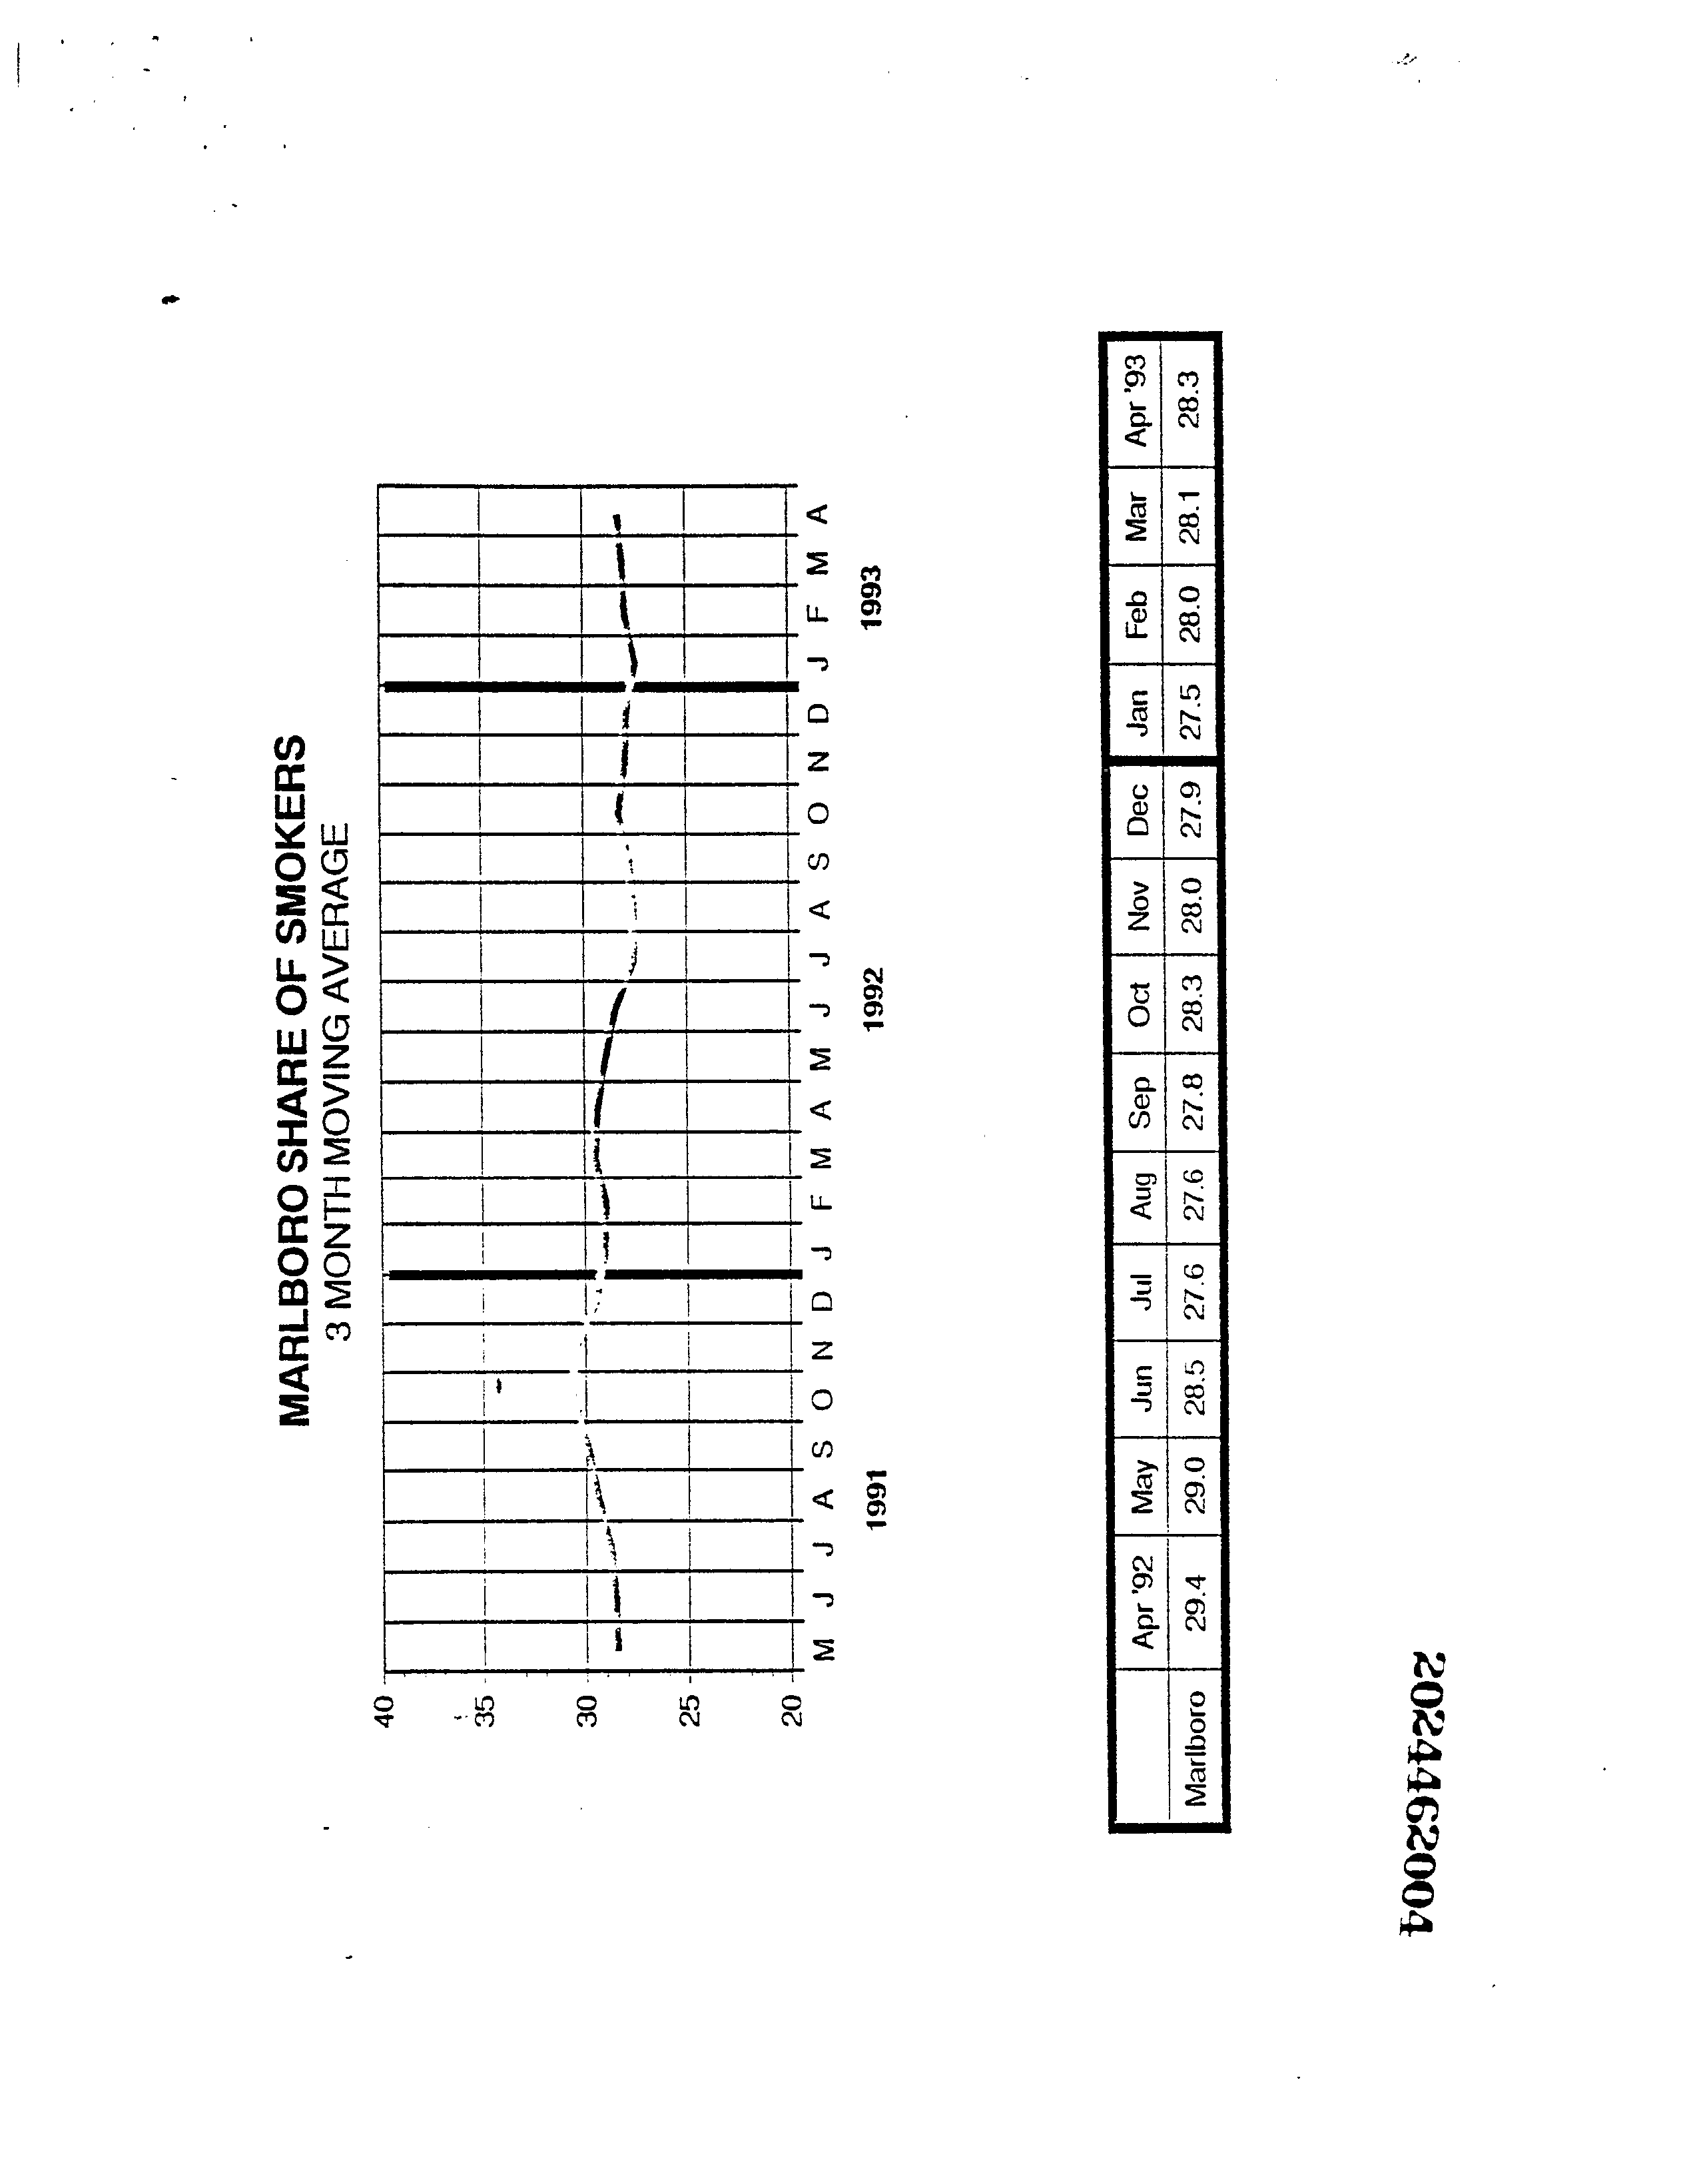 MARLBORO SHARE OF SMOKERS
3 MONTH MOVING AVERAGE
40
35
30
25
20
M J J A S O N D J F M A M J J A S O N D J F M A
1991 1992 1993
Apr '92 May Jun Jul Aug Sep Oct Nov Dec Jan Feb Mar Apr '93
Marlboro 29.4 29.0 28.5 27.6 27.6 27.8 28.3 28.0 27.9 27.5 28.0 28.1 28.3
2024462004